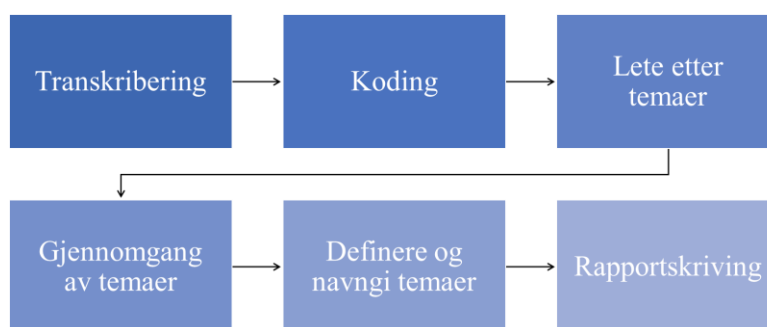 Transkribering
Koding
Lete etter
temaer
Gjennomgang
av temaer
Definere og
navngi temaer
Rapportskriving